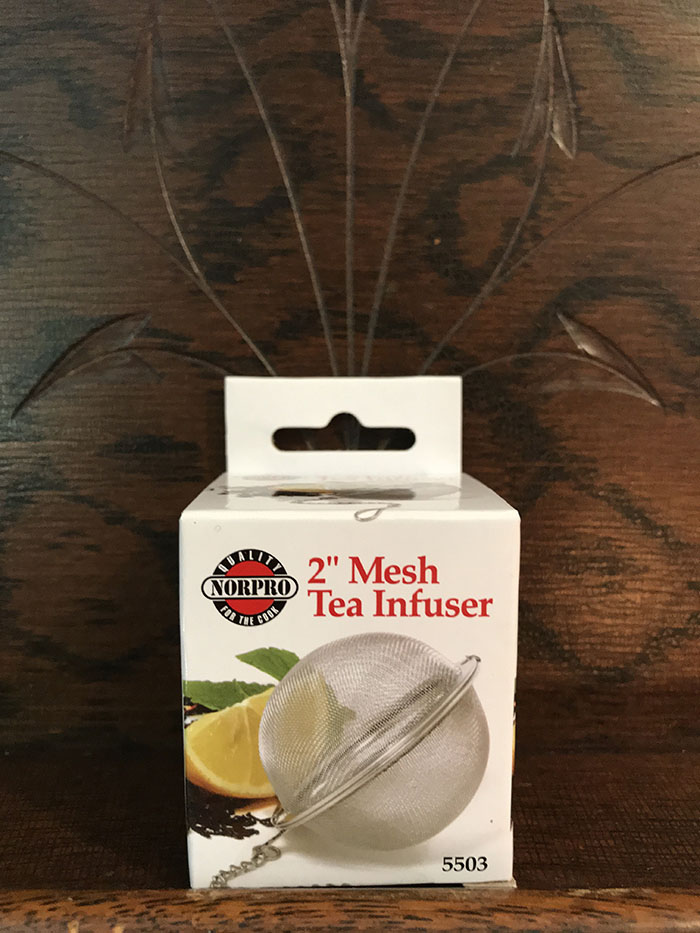 QUALITY
NORPRO
FOR THE COOK
2" Mesh
Tea Infuser
5503